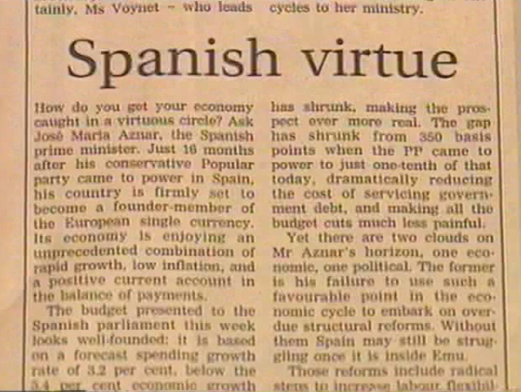 tainly, Ms Voynet – who leads
cycles to her ministry.
Spanish virtue
How do you get your economy
caught in a virtuous circle? Ask
José Maria Aznar, the Spanish
prime minister. Just 16 months
after his conservative Popular
party came to power in Spain,
his country is firmly set to
become a founder-member of
the European single currency.
Its economy is enjoying an
unprecedented combination of
rapid growth, low inflation, and
a positive current account in
the balance of payments.
The budget presented to the
Spanish parliament this week
looks well-founded: it is based
on a forecast spending growth
rate of 3.2 per cent, below the
3.4 per cent economic growth
has shrunk, making the pros-
pect ever more real. The gap
has shrunk from 350 basis
points when the PP came to
power to just one-tenth of that
today, dramatically reducing
the cost of servicing govern-
ment debt, and making all the
budget cuts much less painful.
Yet there are two clouds on
Mr Aznar's horizon, one eco-
nomic, one political. The former
is his failure to use such a
favourable point in the eco-
nomic cycle to embark on over-
due structural reforms. Without
them Spain may still be strug-
gling once it is inside Emu.
Those reforms include radical
steps to increase labour flexibil-